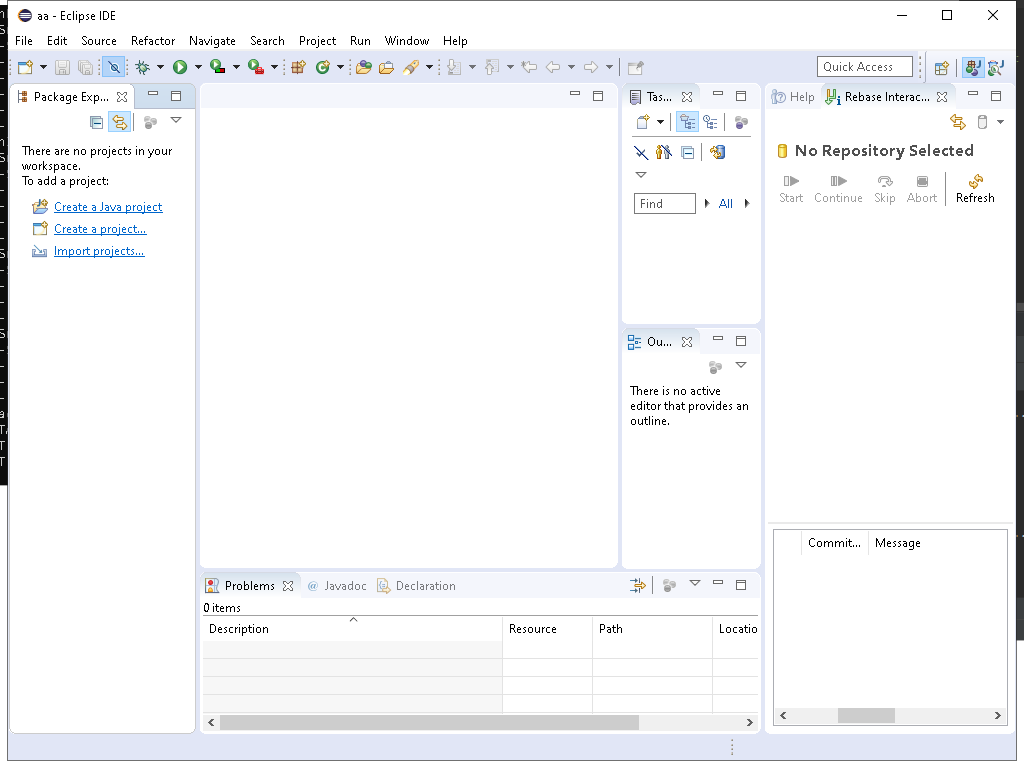 aa - Eclipse IDE
File Edit Source Refactor Navigate Search Project Run Window Help
Quick Access
Package Exp...
There are no projects in your
workspace.
To add a project:
Create a Java project
Create a project...
Import projects...
Tas...
Find
All
Ou...
There is no active
editor that provides an
outline.
Help
Rebase Interac...
No Repository Selected
Start Continue Skip Abort Refresh
Commit... Message
Problems @ Javadoc Declaration
0 items
Description Resource Path Locatio